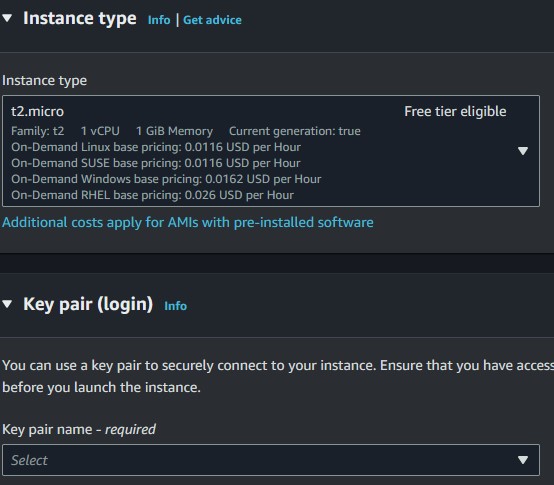 Instance type Info | Get advice
Instance type
t2.micro Free tier eligible
Family: t2 1 vCPU 1 GiB Memory Current generation: true
On-Demand Linux base pricing: 0.0116 USD per Hour
On-Demand SUSE base pricing: 0.0116 USD per Hour
On-Demand Windows base pricing: 0.0162 USD per Hour
On-Demand RHEL base pricing: 0.026 USD per Hour
Additional costs apply for AMIs with pre-installed software
Key pair (login) Info
You can use a key pair to securely connect to your instance. Ensure that you have access
before you launch the instance.
Key pair name - required
Select